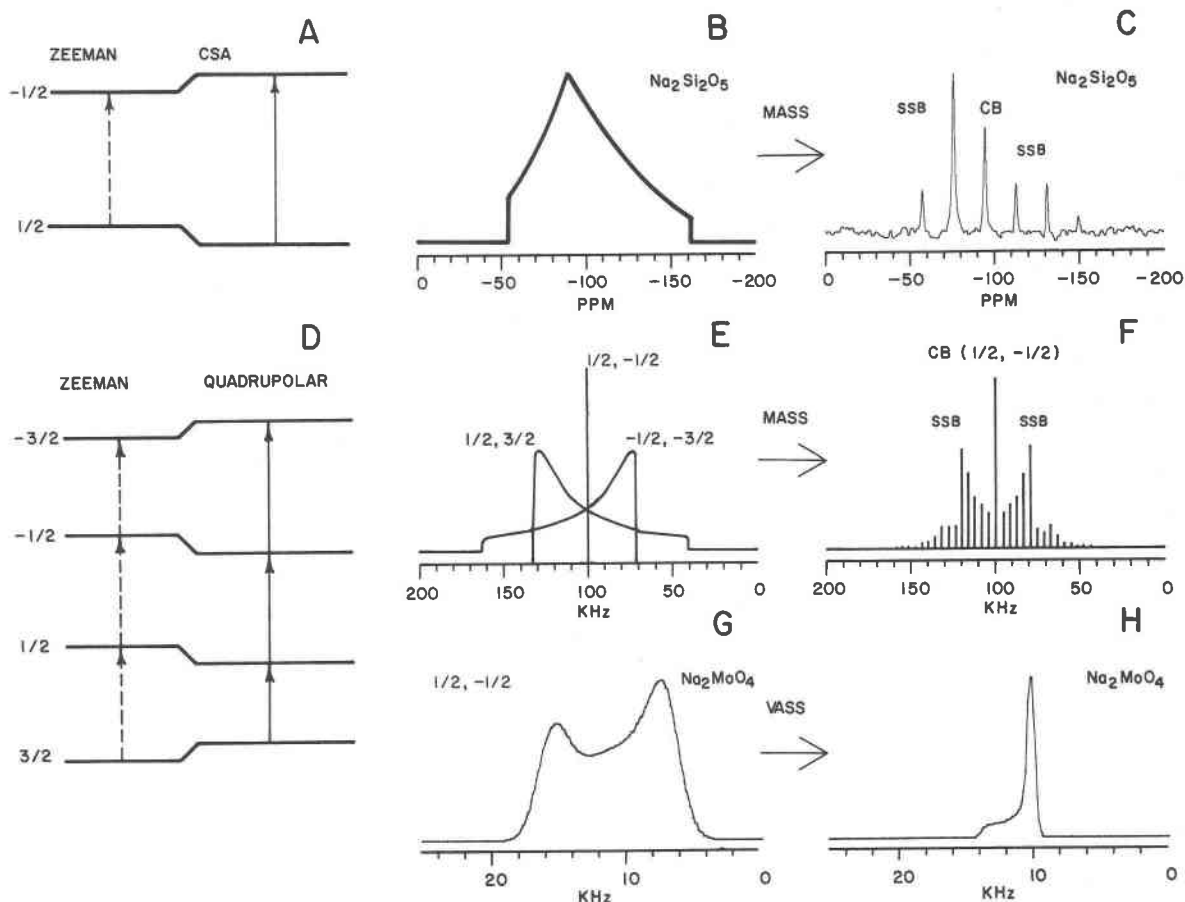 A
ZEEMAN CSA
-1/2
1/2
B
Na2Si2O5
0 -50 -100 -150 -200
PPM
MASS
C
Na2Si2O5
SSB
CB
SSB
0 -50 -100 -150 -200
PPM
D
ZEEMAN QUADRUPOLAR
-3/2
-1/2
1/2
3/2
E
1/2, -1/2
1/2, 3/2
-1/2, -3/2
200 150 100 50 0
KHz
MASS
F
CB (1/2, -1/2)
SSB SSB
200 150 100 50 0
KHz
G
1/2, -1/2
Na2MoO4
20 10 0
KHz
VASS
H
Na2MoO4
20 10 0
KHz